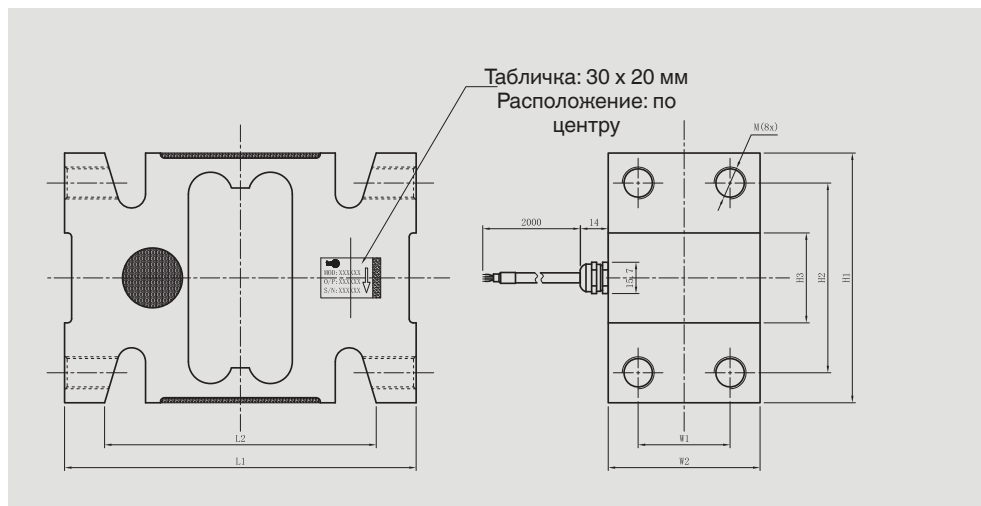 Табличка: 30 x 20 мм
Расположение: по
центру
M(8x)
2000
14
15,7
H3
H2
H1
MOD:XXXXXX
O/P:XXXXXX
S/N:XXXXXX
L2
L1
W1
W2